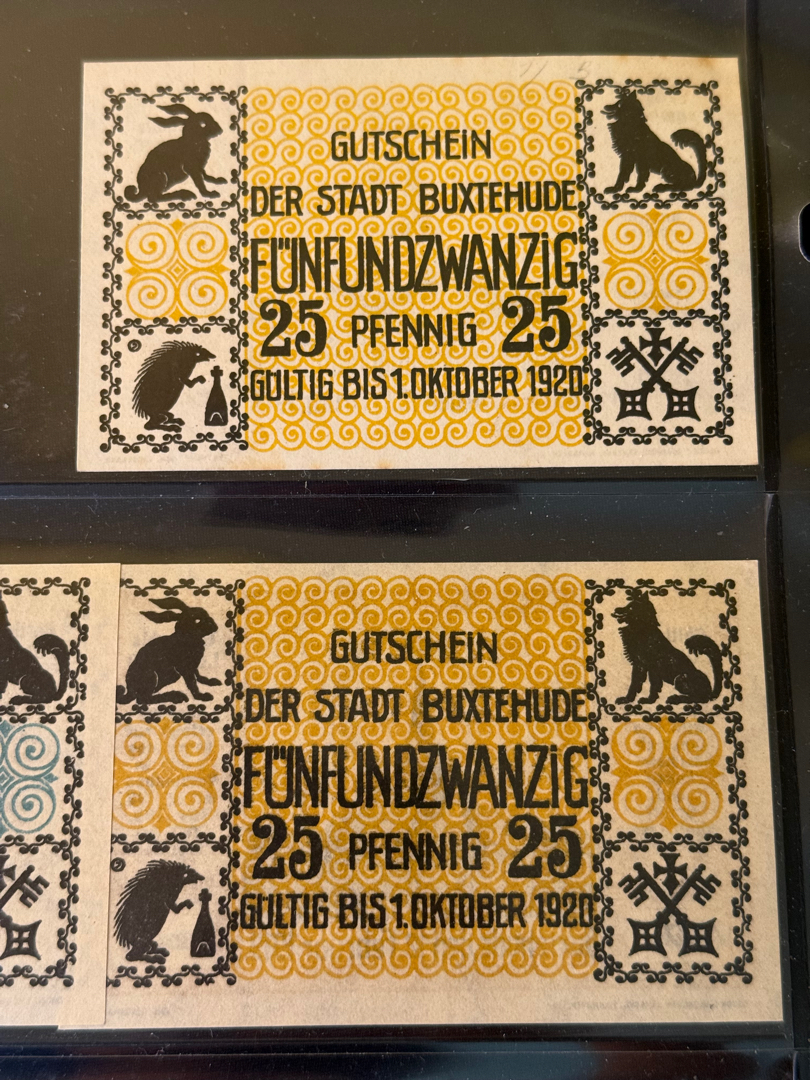 GUTSCHEiN
DER STADT BUXTEHUDE
FÜNFUNDZWANZiG
25 PFENNIG 25
GÜLTIG BIS 1. OKTOBER 1920
GUTSCHEiN
DER STADT BUXTEHUDE
FÜNFUNDZWANZiG
25 PFENNIG 25
GÜLTIG BIS 1. OKTOBER 1920